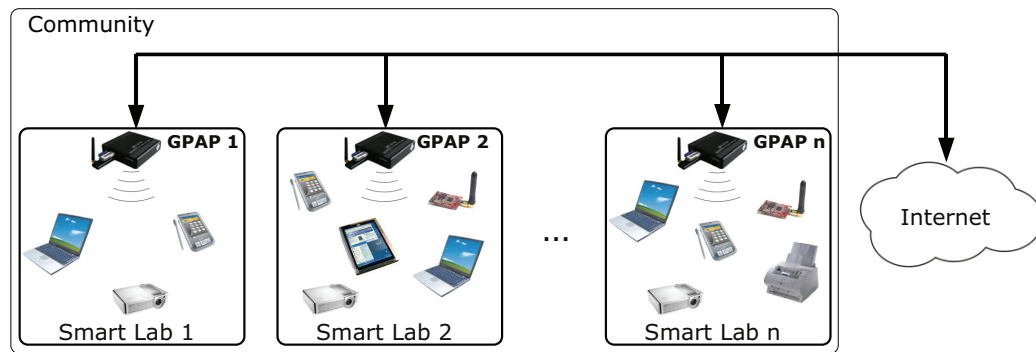 Community
GPAP 1
GPAP 2
GPAP n
Internet
...
Smart Lab 1
Smart Lab 2
Smart Lab n